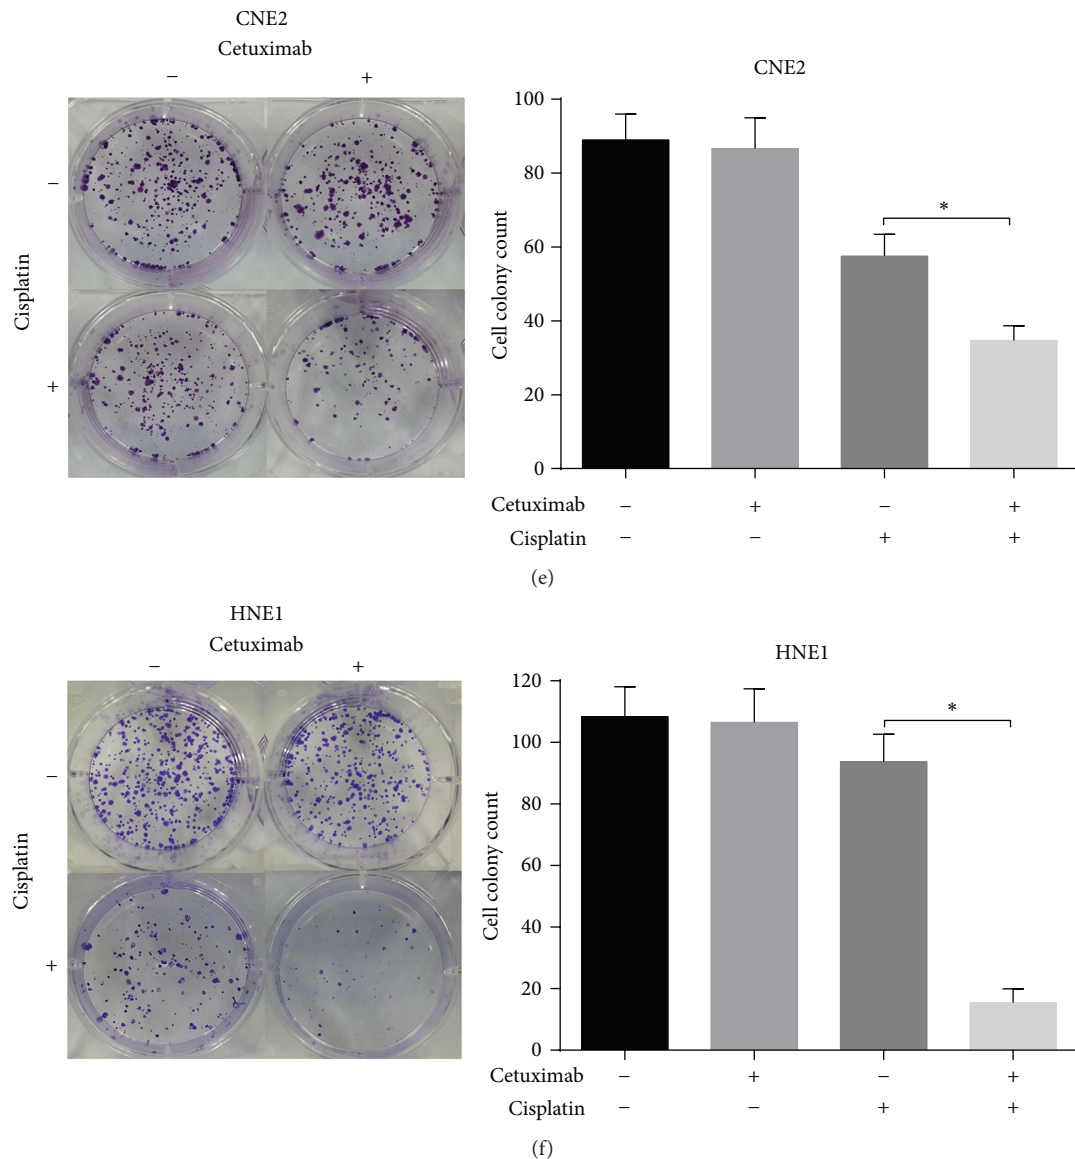 CNE2
Cetuximab
− +
Cisplatin
−
+
CNE2
Cell colony count
100
80
60
40
20
0
*
Cetuximab − + − +
Cisplatin − − + +
(e)
HNE1
Cetuximab
− +
Cisplatin
−
+
HNE1
Cell colony count
120
100
80
60
40
20
0
*
Cetuximab − + − +
Cisplatin − − + +
(f)